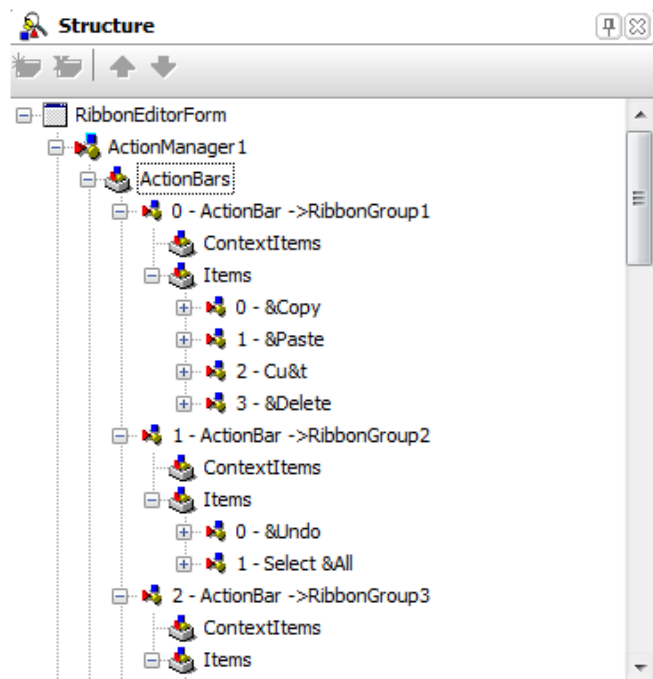 Structure
RibbonEditorForm
ActionManager1
ActionBars
0 - ActionBar ->RibbonGroup1
ContextItems
Items
0 - &Copy
1 - &Paste
2 - Cu&t
3 - &Delete
1 - ActionBar ->RibbonGroup2
ContextItems
Items
0 - &Undo
1 - Select &All
2 - ActionBar ->RibbonGroup3
ContextItems
Items